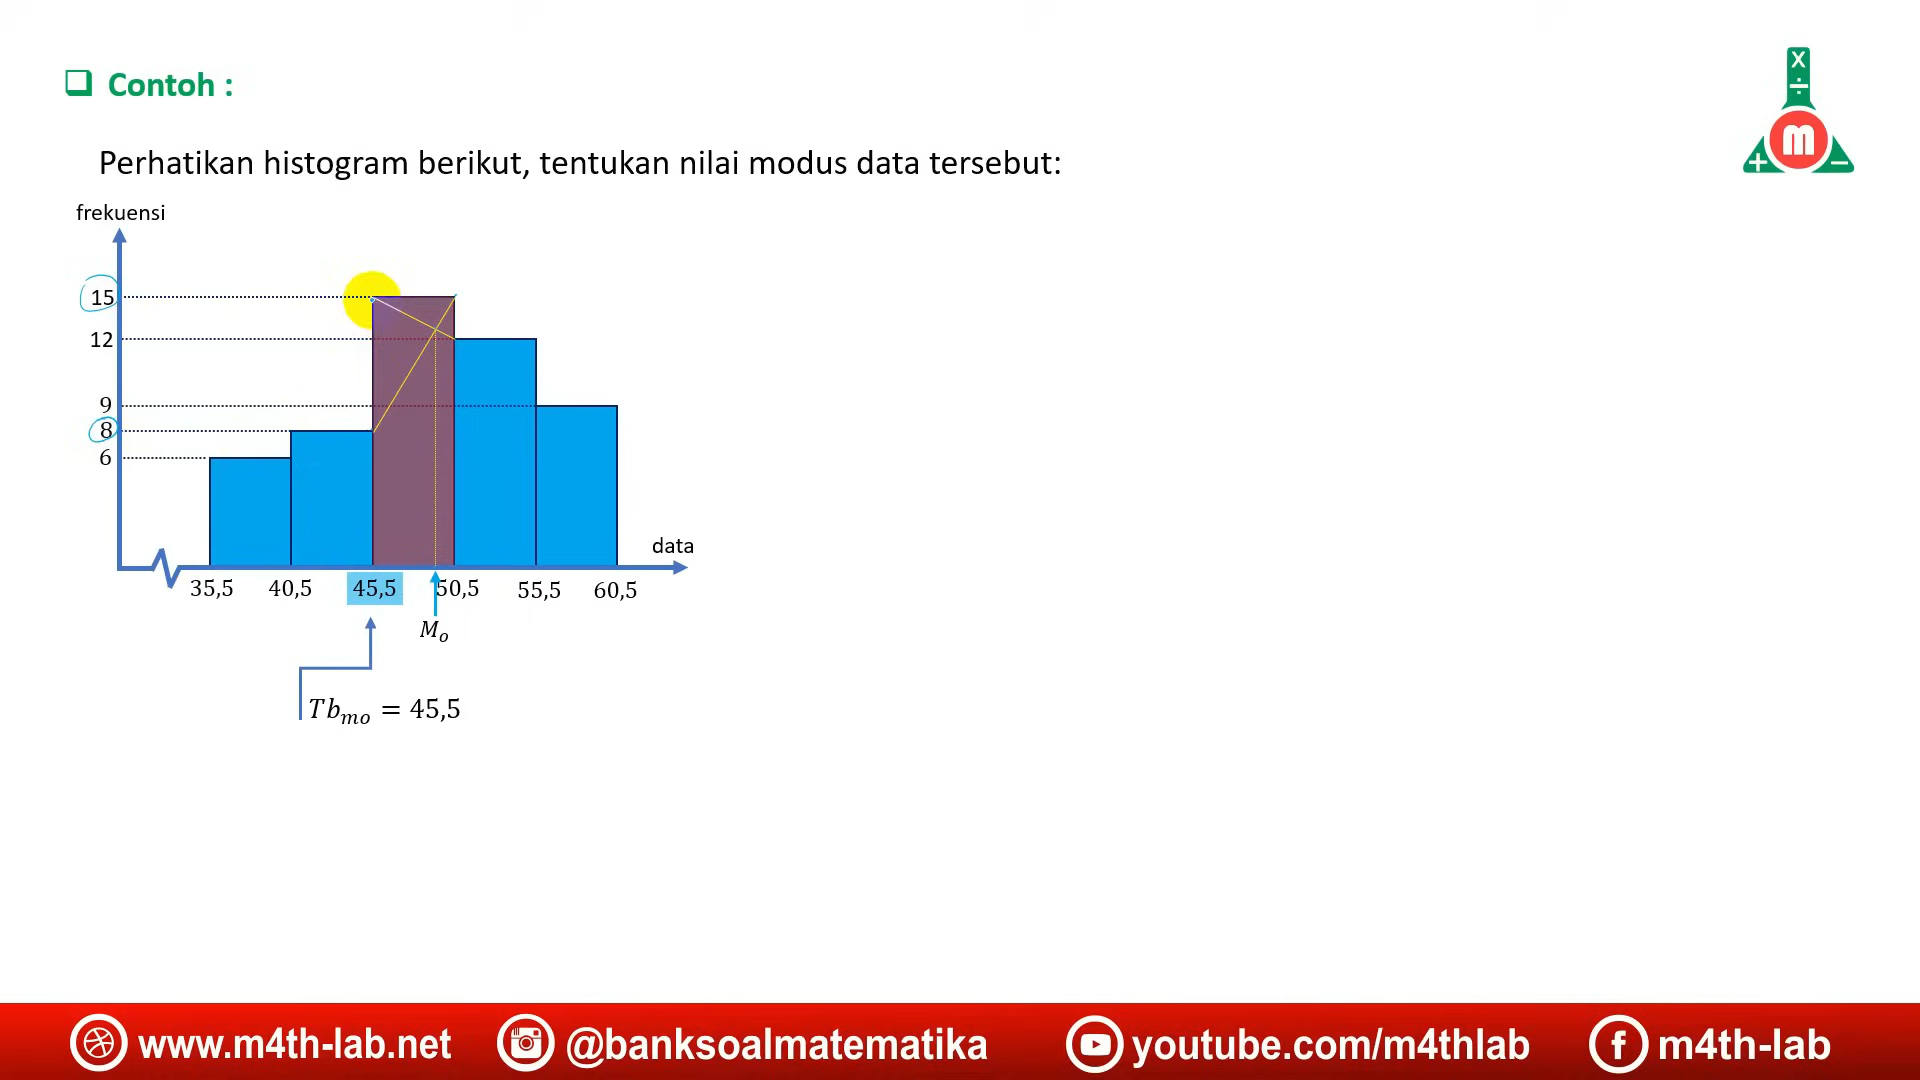 Contoh :
Perhatikan histogram berikut, tentukan nilai modus data tersebut:
frekuensi
15
12
9
8
6
data
35,5 40,5 45,5 50,5 55,5 60,5
Mo
Tbmo = 45,5
X
÷
m
+ −
www.m4th-lab.net @banksoalmatematika youtube.com/m4thlab m4th-lab